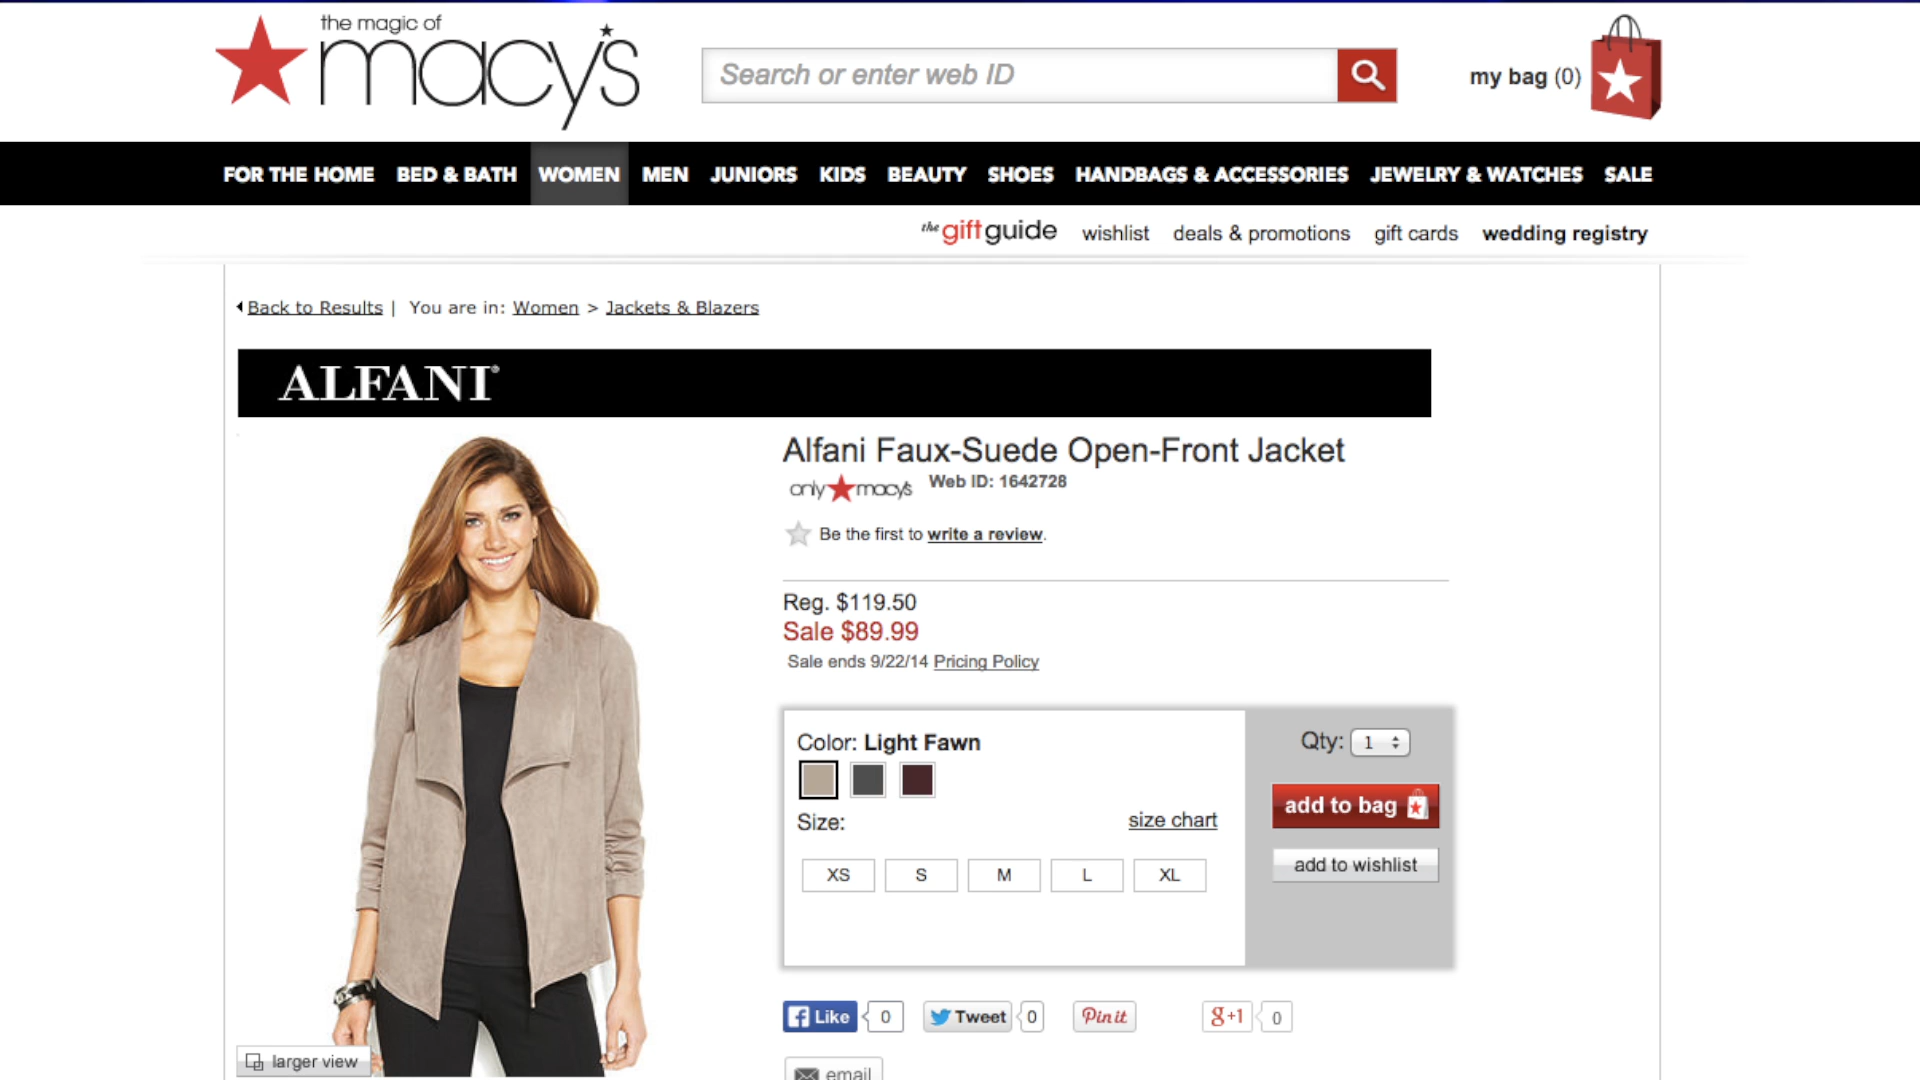 the magic of
macy's
Search or enter web ID
my bag (0)
FOR THE HOME BED & BATH WOMEN MEN JUNIORS KIDS BEAUTY SHOES HANDBAGS & ACCESSORIES JEWELRY & WATCHES SALE
the gift guide wishlist deals & promotions gift cards wedding registry
Back to Results | You are in: Women > Jackets & Blazers
ALFANI®
Alfani Faux-Suede Open-Front Jacket
only macy's Web ID: 1642728
Be the first to write a review.
Reg. $119.50
Sale $89.99
Sale ends 9/22/14 Pricing Policy
Color: Light Fawn
Qty: 1
add to bag
Size: size chart
add to wishlist
XS S M L XL
Like 0 Tweet 0 Pin it g+1 0
larger view
email